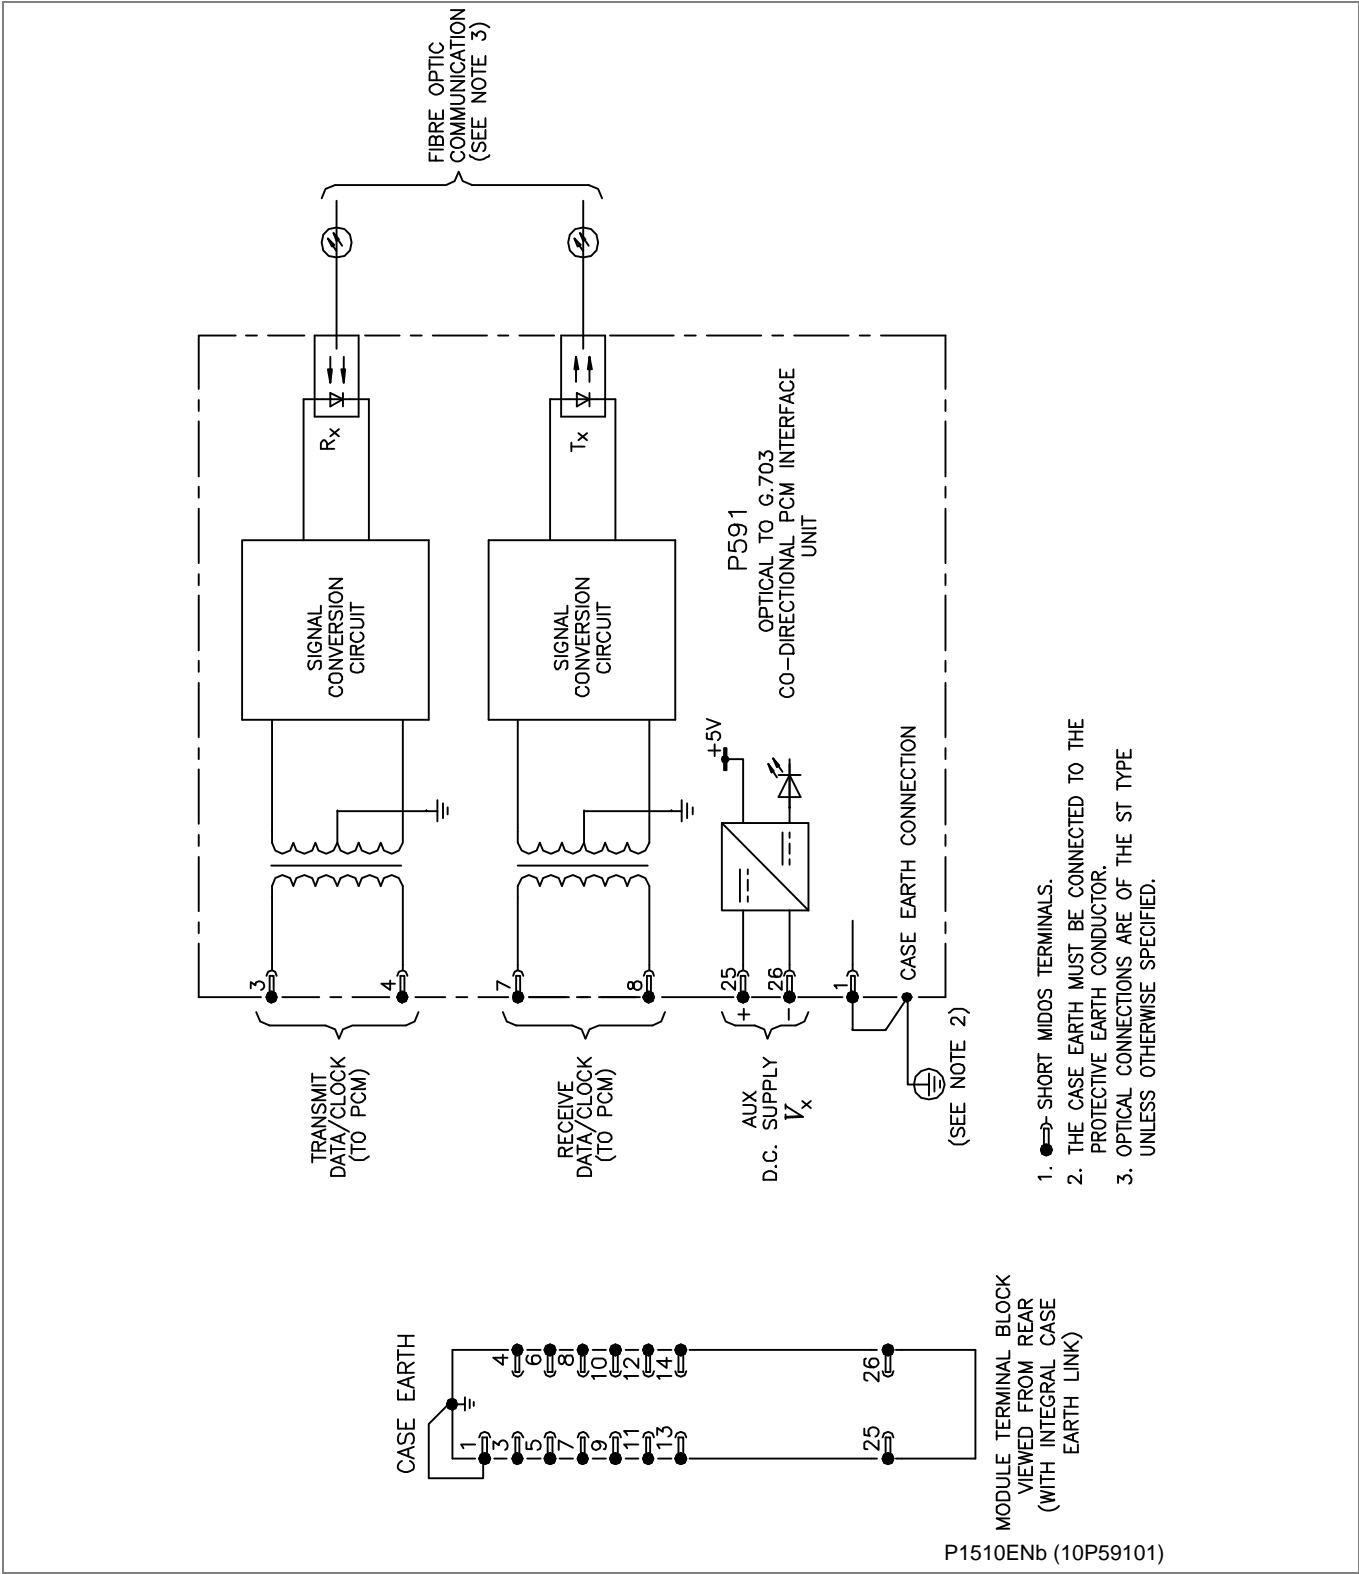 FIBRE OPTIC
COMMUNICATION
(SEE NOTE 3)
Rx
Tx
SIGNAL
CONVERSION
CIRCUIT
SIGNAL
CONVERSION
CIRCUIT
P591
OPTICAL TO G.703
CO-DIRECTIONAL PCM INTERFACE
UNIT
+5V
3
4
7
8
25
+
26
-
1
CASE EARTH CONNECTION
TRANSMIT
DATA/CLOCK
(TO PCM)
RECEIVE
DATA/CLOCK
(TO PCM)
AUX
D.C. SUPPLY
Vx
(SEE NOTE 2)
1. SHORT MIDOS TERMINALS.
2. THE CASE EARTH MUST BE CONNECTED TO THE
PROTECTIVE EARTH CONDUCTOR.
3. OPTICAL CONNECTIONS ARE OF THE ST TYPE
UNLESS OTHERWISE SPECIFIED.
CASE EARTH
1
3
4
5
6
7
8
9
10
11
12
13
14
25
26
MODULE TERMINAL BLOCK
VIEWED FROM REAR
(WITH INTEGRAL CASE
EARTH LINK)
P1510ENb (10P59101)